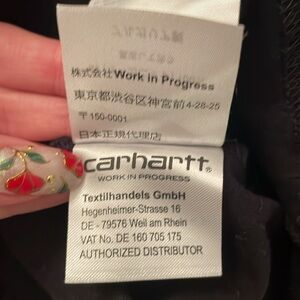 株式会社Work in Progress
東京都渋谷区神宮前4-28-25
〒150-0001
日本正規代理店
carhartt®
WORK IN PROGRESS
Textilhandels GmbH
Hegenheimer-Strasse 16
DE - 79576 Weil am Rhein
VAT No. DE 160 705 175
AUTHORIZED DISTRIBUTOR